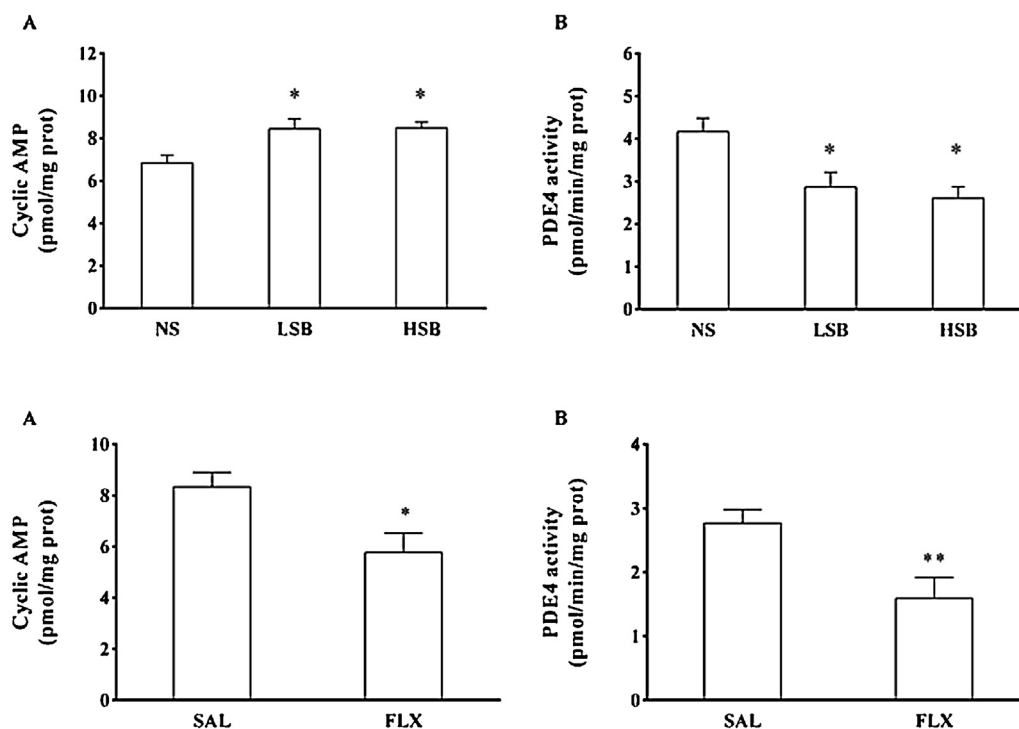 A
Cyclic AMP
(pmol/mg prot)
12
10
8
6
4
2
0
*
*
NS LSB HSB
B
PDE4 activity
(pmol/min/mg prot)
6
5
4
3
2
1
0
*
*
NS LSB HSB
A
Cyclic AMP
(pmol/mg prot)
10
8
6
4
2
0
*
SAL FLX
B
PDE4 activity
(pmol/min/mg prot)
4
3
2
1
0
**
SAL FLX